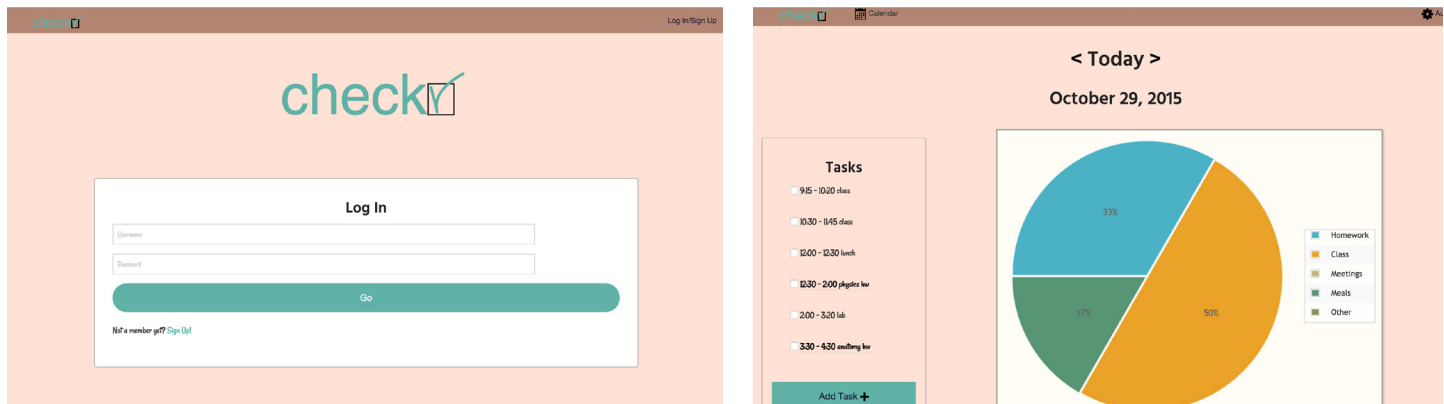 check
Log In/Sign Up
check
Log In
Username
Password
Go
Not a member yet? Sign Up!
check
Calendar
< Today >
October 29, 2015
Tasks
9:15 - 10:20 class
10:30 - 11:45 class
12:00 - 12:30 lunch
12:30 - 2:00 physics hw
2:00 - 3:20 lab
3:30 - 4:30 anatomy hw
Add Task
33%
17%
50%
Homework
Class
Meetings
Meals
Other